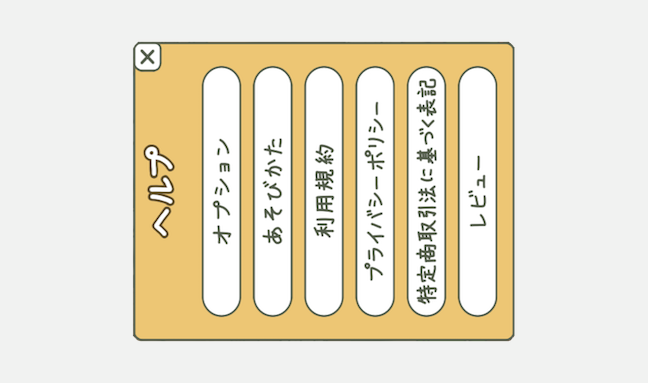 ヘルプ
オプション
あそびかた
利用規約
プライバシーポリシー
特定商取引法に基づく表記
レビュー